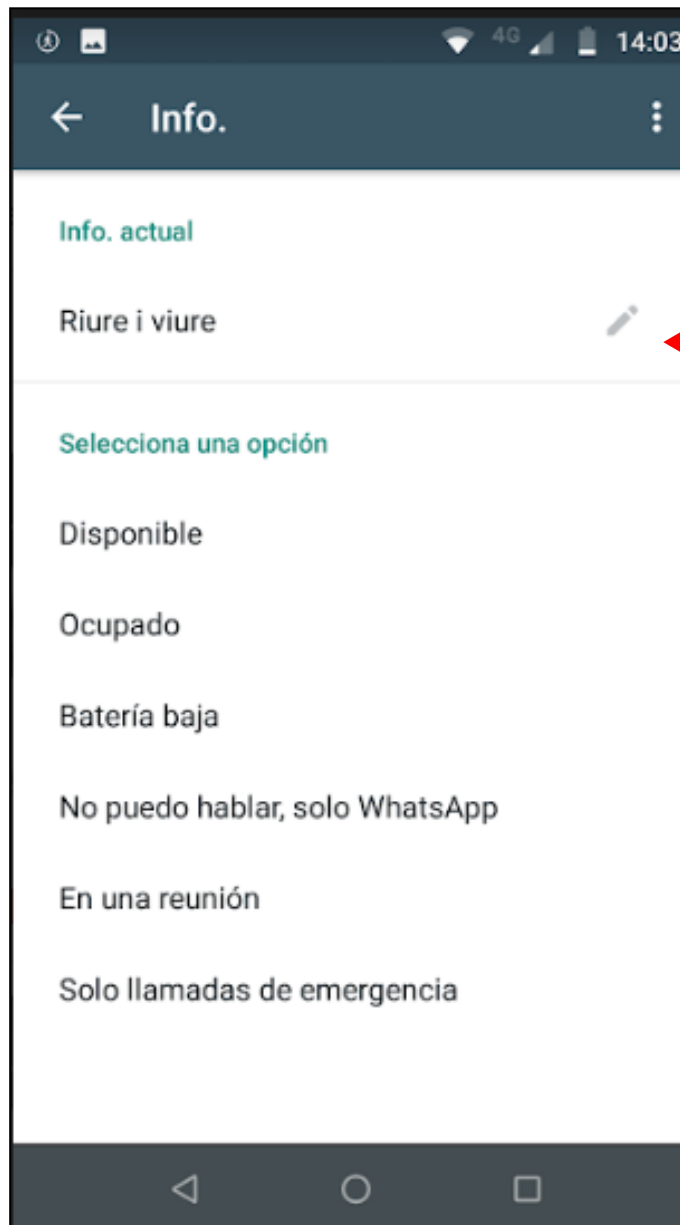 4G 14:03
Info.
Info. actual
Riure i viure
Selecciona una opción
Disponible
Ocupado
Batería baja
No puedo hablar, solo WhatsApp
En una reunión
Solo llamadas de emergencia